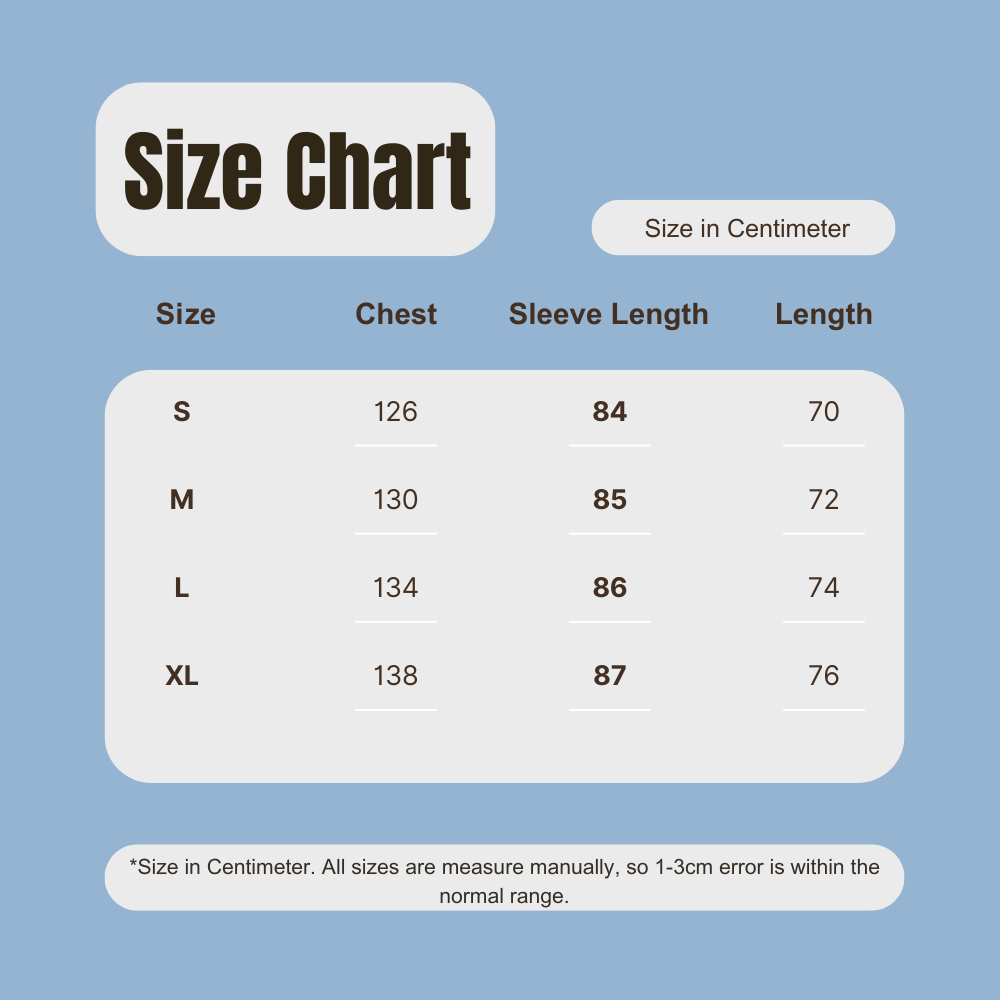 Size Chart
Size in Centimeter
Size Chest Sleeve Length Length
S 126 84 70
M 130 85 72
L 134 86 74
XL 138 87 76
*Size in Centimeter. All sizes are measure manually, so 1-3cm error is within the
normal range.